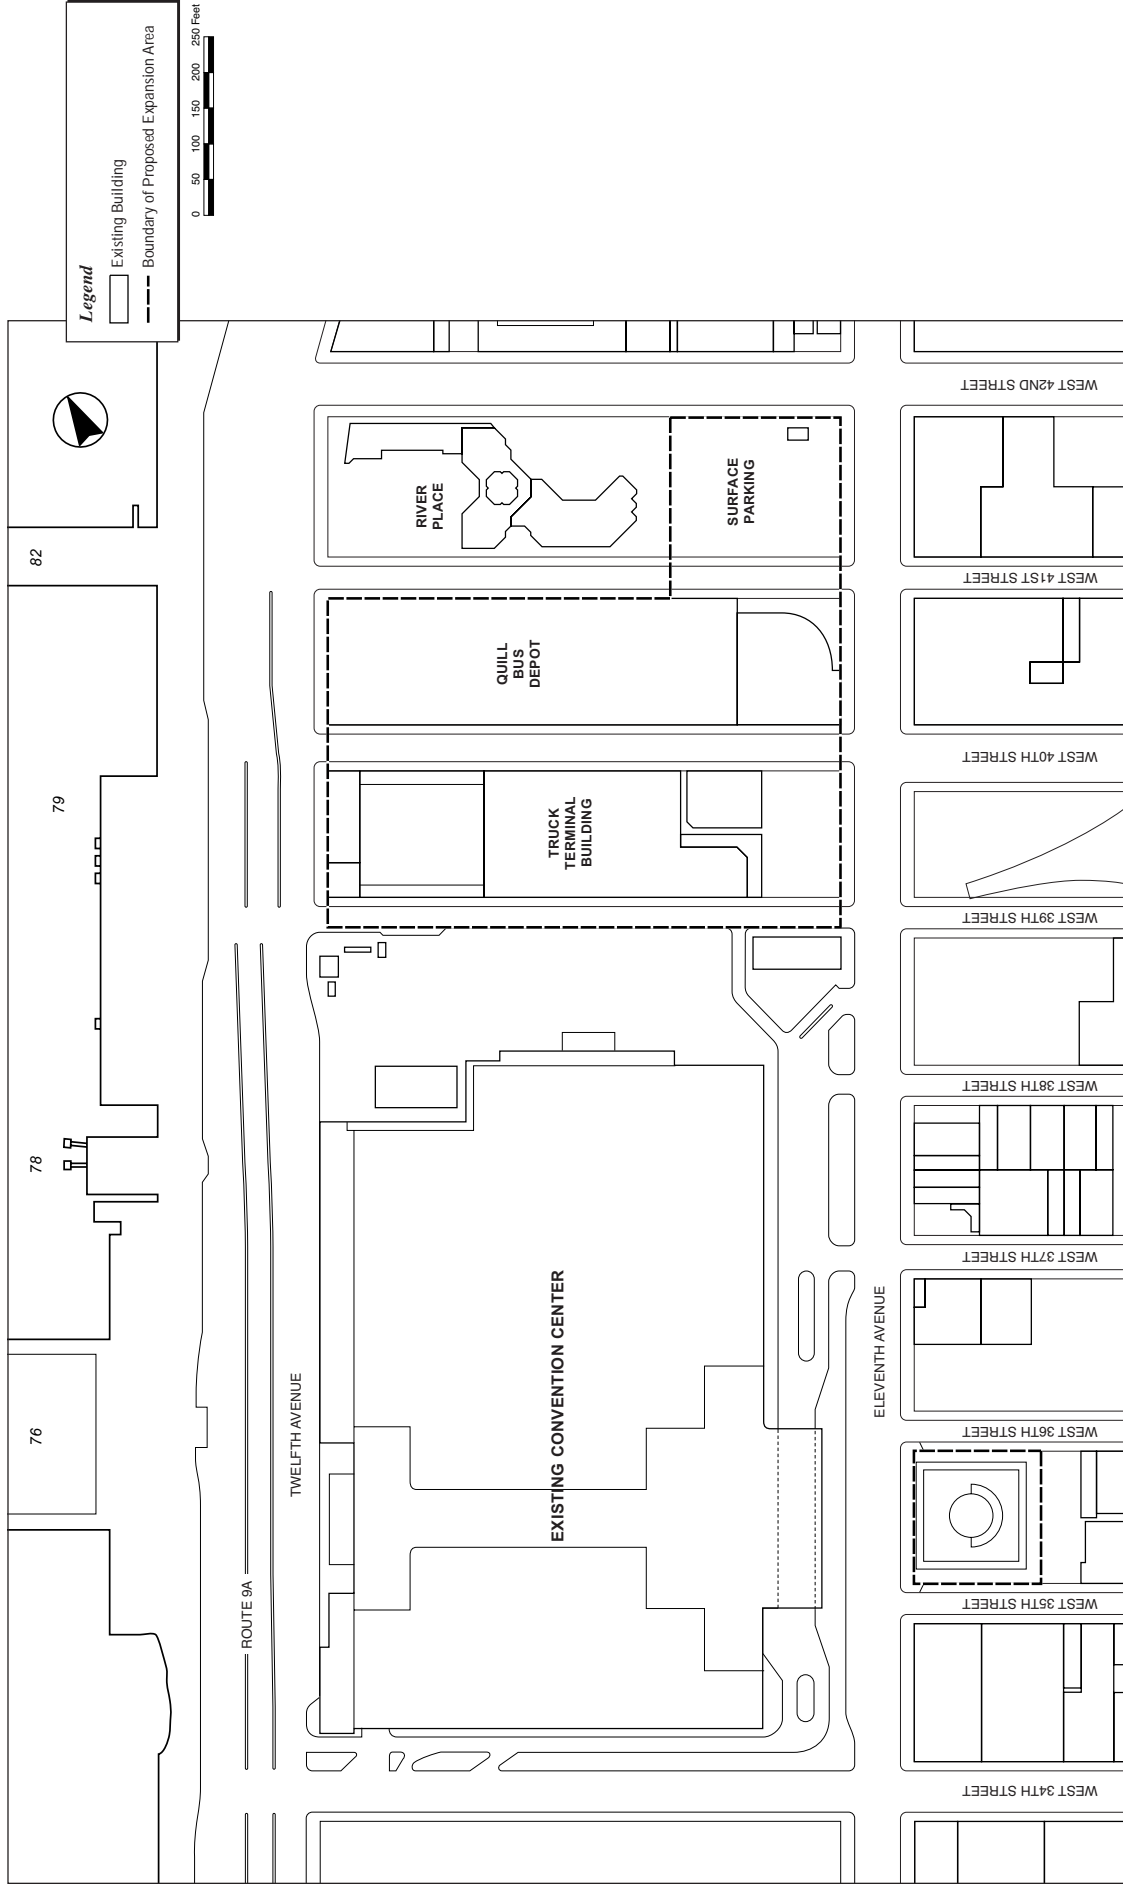 Legend
Existing Building
Boundary of Proposed Expansion Area
0 50 100 150 200 250 Feet
82
79
78
76
ROUTE 9A
TWELFTH AVENUE
RIVER
PLACE
SURFACE
PARKING
QUILL
BUS
DEPOT
TRUCK
TERMINAL
BUILDING
EXISTING CONVENTION CENTER
ELEVENTH AVENUE
WEST 42ND STREET
WEST 41ST STREET
WEST 40TH STREET
WEST 39TH STREET
WEST 38TH STREET
WEST 37TH STREET
WEST 36TH STREET
WEST 35TH STREET
WEST 34TH STREET